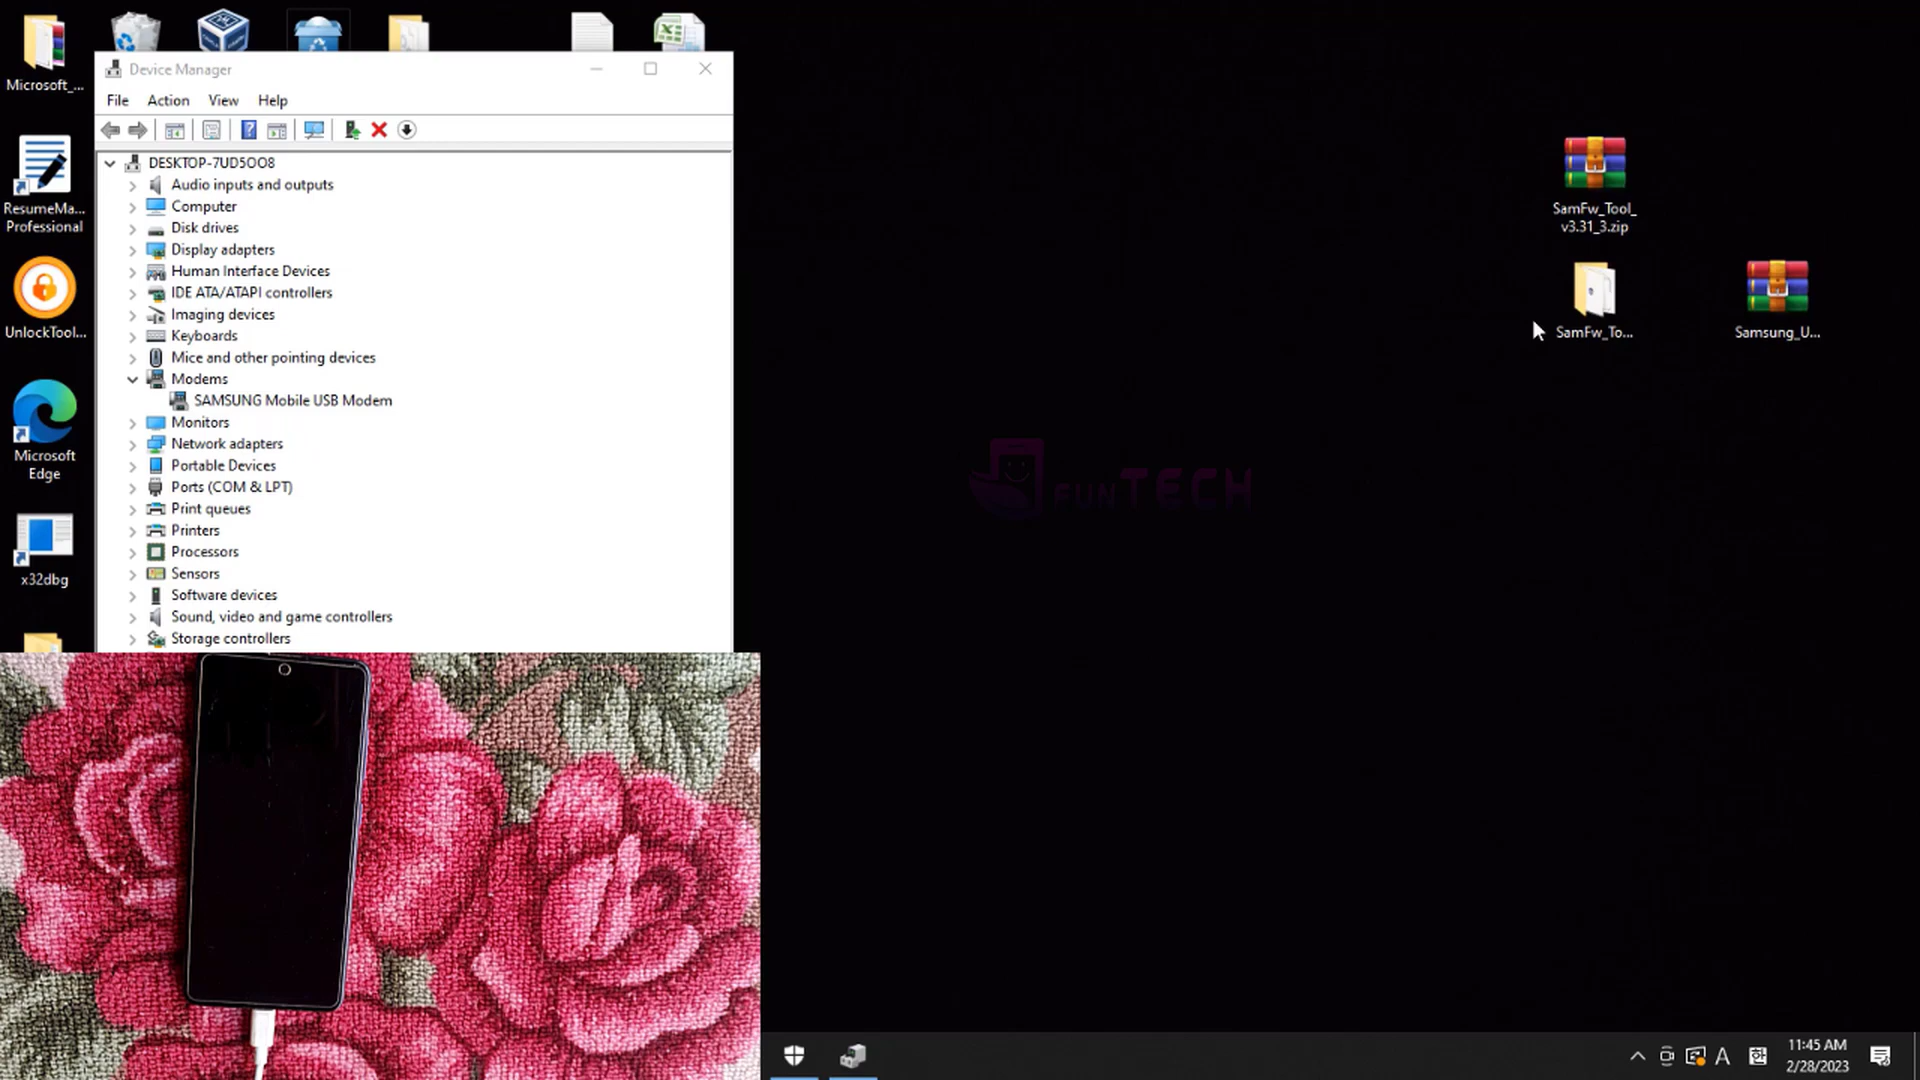 Microsoft_...
ResumeMa...
Professional
UnlockTool...
Microsoft
Edge
x32dbg
Device Manager
File Action View Help
DESKTOP-7UD5OO8
Audio inputs and outputs
Computer
Disk drives
Display adapters
Human Interface Devices
IDE ATA/ATAPI controllers
Imaging devices
Keyboards
Mice and other pointing devices
Modems
SAMSUNG Mobile USB Modem
Monitors
Network adapters
Portable Devices
Ports (COM & LPT)
Print queues
Printers
Processors
Sensors
Software devices
Sound, video and game controllers
Storage controllers
SamFw_Tool_
v3.31_3.zip
SamFw_To...
Samsung_U...
FUNTECH
A
한
11:45 AM
2/28/2023